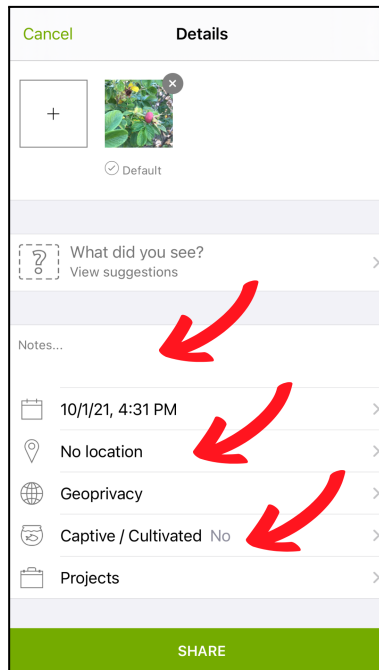 Cancel Details
+
Default
What did you see?
View suggestions
Notes...
10/1/21, 4:31 PM
No location
Geoprivacy
Captive / Cultivated No
Projects
SHARE